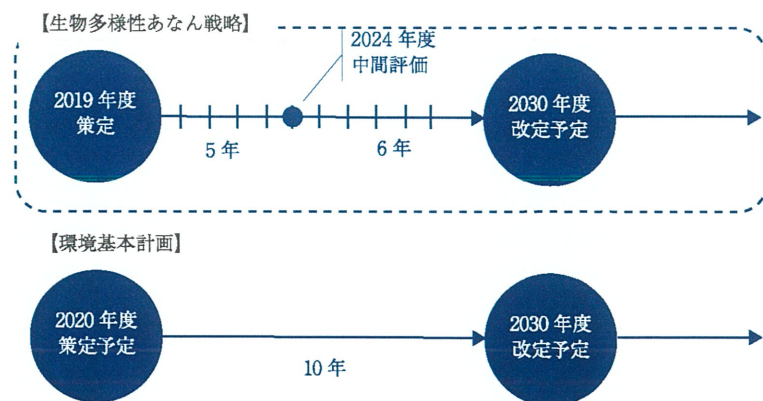 【生物多様性あなん戦略】
2024 年度
中間評価
2019 年度
策定
2030 年度
改定予定
5 年
6 年
【環境基本計画】
2020 年度
策定予定
2030 年度
改定予定
10 年